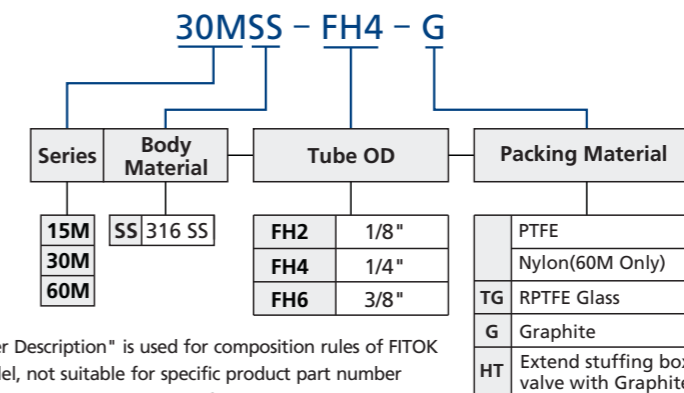 30MSS – FH4 – G
Series
Body
Material
Tube OD
Packing Material
15M
30M
60M
SS 316 SS
FH2 1/8"
FH4 1/4"
FH6 3/8"
PTFE
Nylon(60M Only)
TG RPTFE Glass
G Graphite
HT Extend stuffing box
valve with Graphite
Description" is used for composition rules of FITOK
not suitable for specific product part number